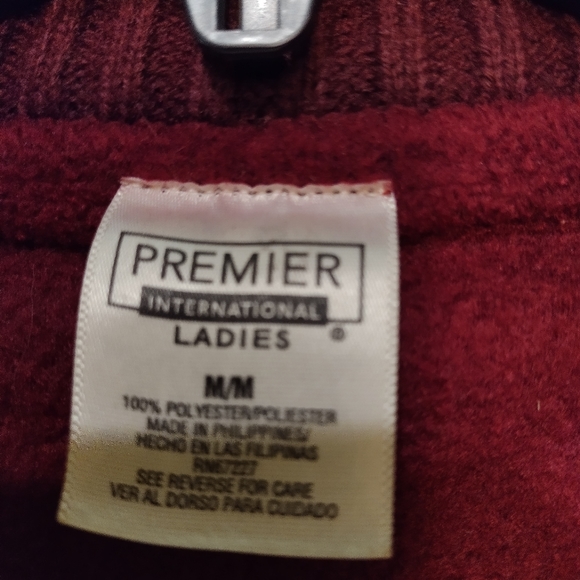 PREMIER
INTERNATIONAL
LADIES ®
M/M
100% POLYESTER/POLIESTER
MADE IN PHILIPPINES/
HECHO EN LAS FILIPINAS
RN67227
SEE REVERSE FOR CARE
VER AL DORSO PARA CUIDADO